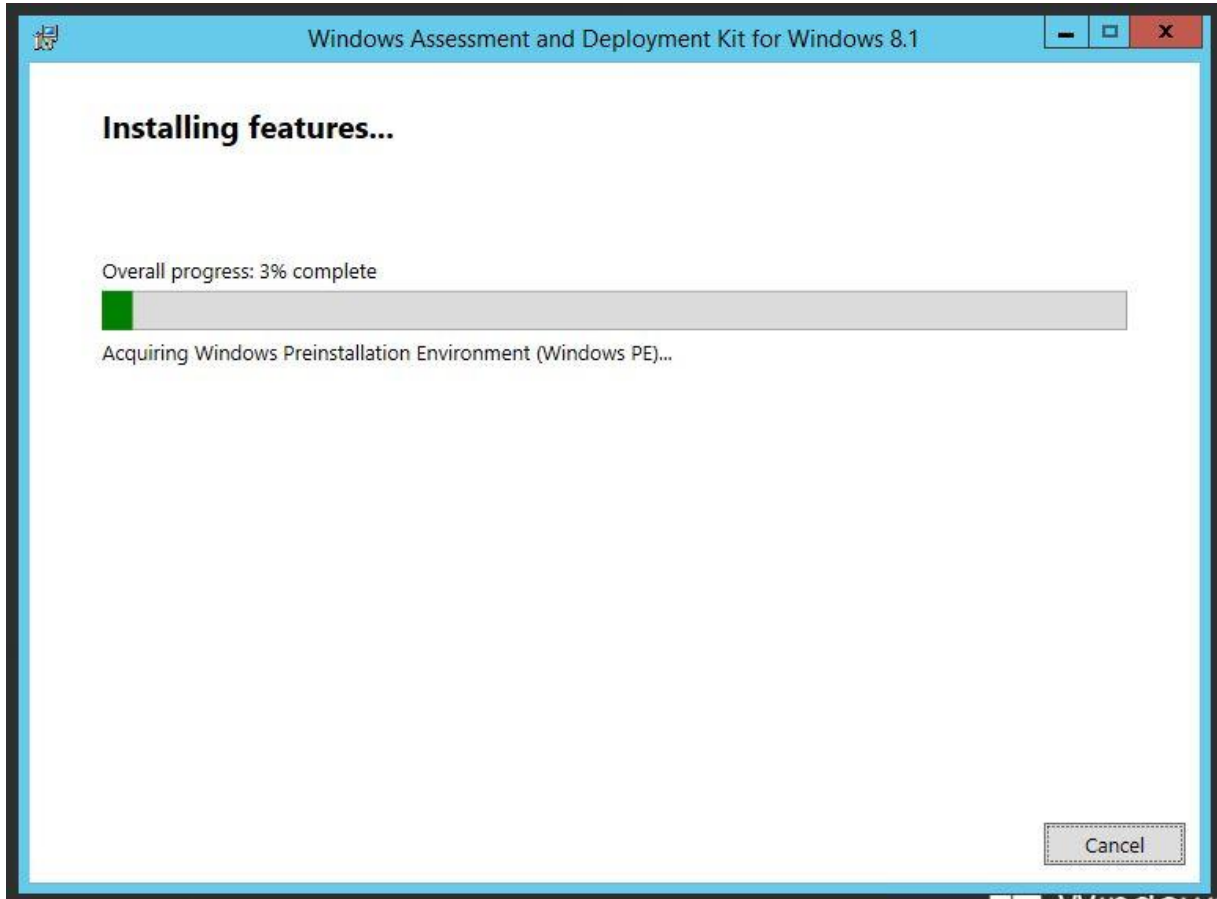 Windows Assessment and Deployment Kit for Windows 8.1
Installing features...
Overall progress: 3% complete
Acquiring Windows Preinstallation Environment (Windows PE)...
Cancel